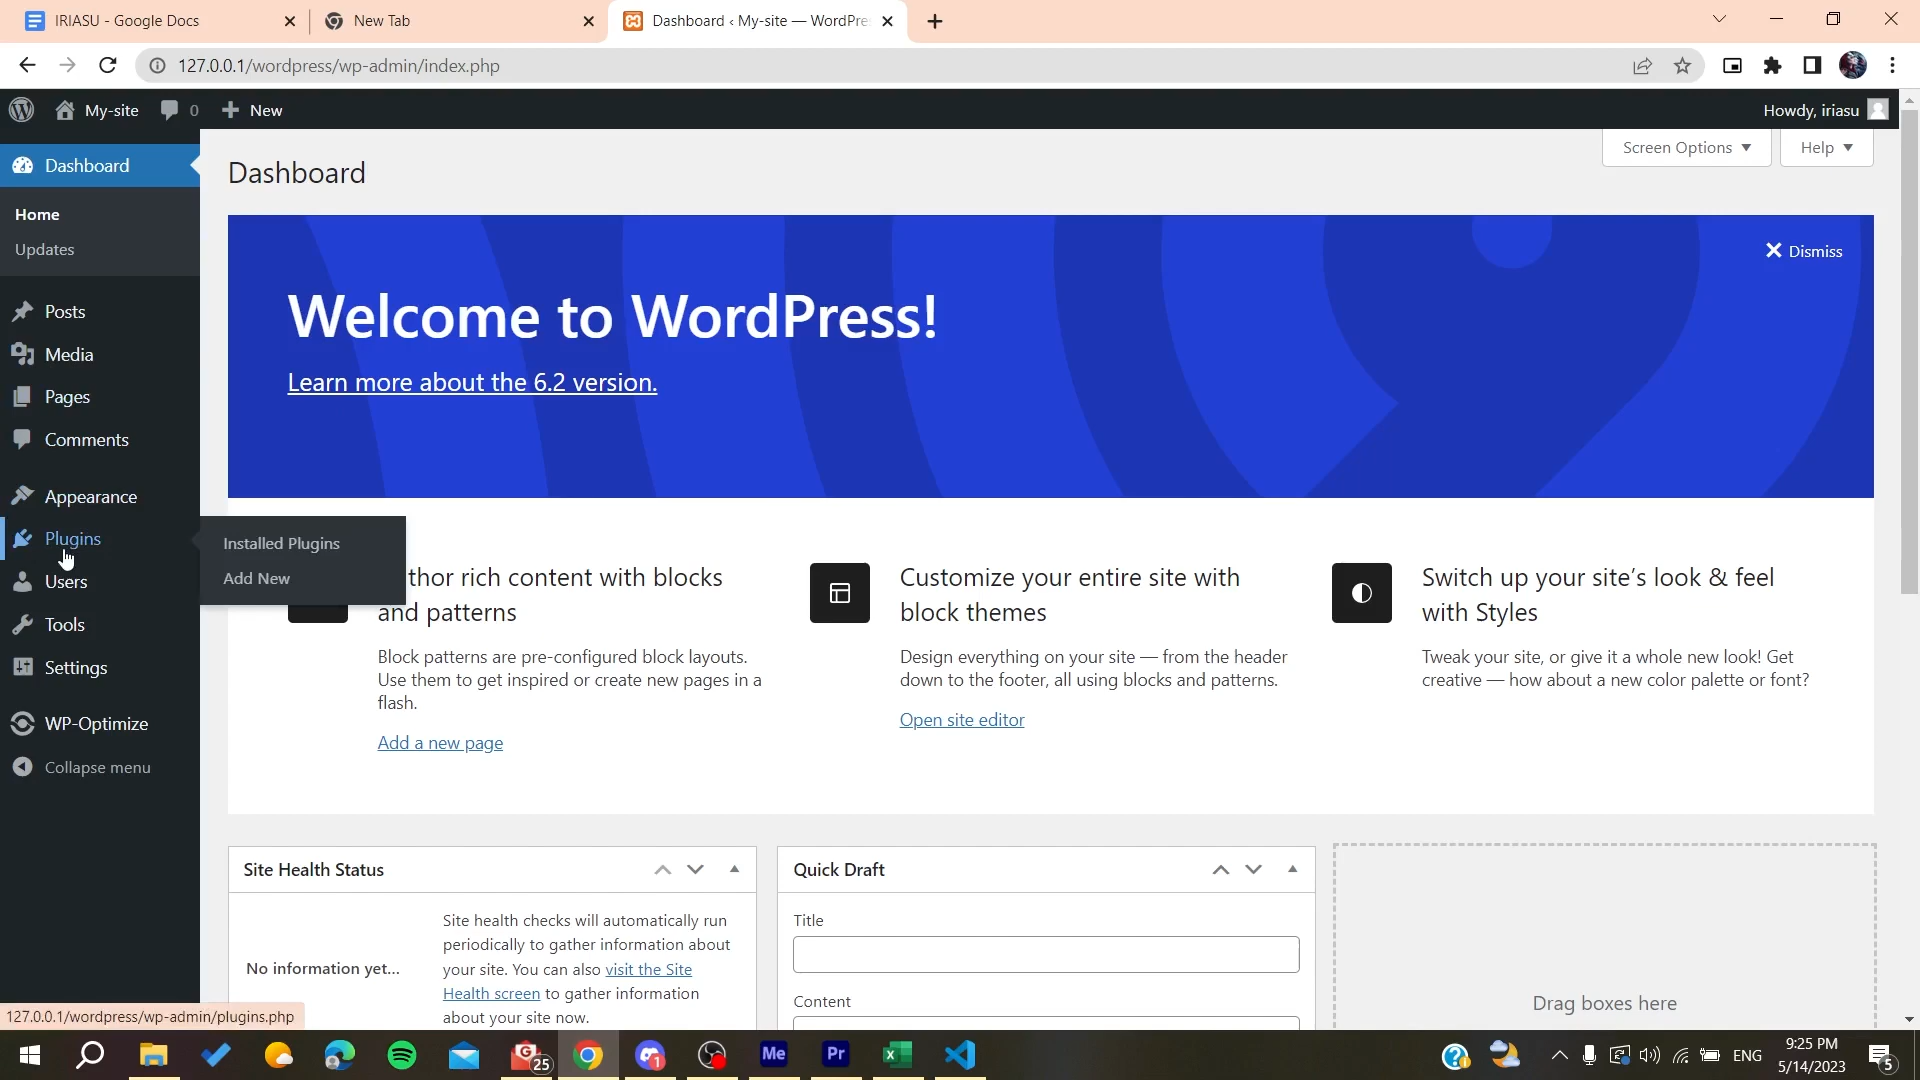 IRIASU - Google Docs
New Tab
Dashboard ‹ My-site — WordPre
127.0.0.1/wordpress/wp-admin/index.php
My-site
0
New
Howdy, iriasu
Dashboard
Home
Updates
Posts
Media
Pages
Comments
Appearance
Plugins
Users
Tools
Settings
WP-Optimize
Collapse menu
Installed Plugins
Add New
Dashboard
Screen Options
Help
Dismiss
Welcome to WordPress!
Learn more about the 6.2 version.
thor rich content with blocks
and patterns
Block patterns are pre-configured block layouts.
Use them to get inspired or create new pages in a
flash.
Add a new page
Customize your entire site with
block themes
Design everything on your site — from the header
down to the footer, all using blocks and patterns.
Open site editor
Switch up your site's look & feel
with Styles
Tweak your site, or give it a whole new look! Get
creative — how about a new color palette or font?
Site Health Status
No information yet...
Site health checks will automatically run
periodically to gather information about
your site. You can also visit the Site
Health screen to gather information
about your site now.
Quick Draft
Title
Content
Drag boxes here
127.0.0.1/wordpress/wp-admin/plugins.php
25
1
Me
Pr
ENG
9:25 PM
5/14/2023
5